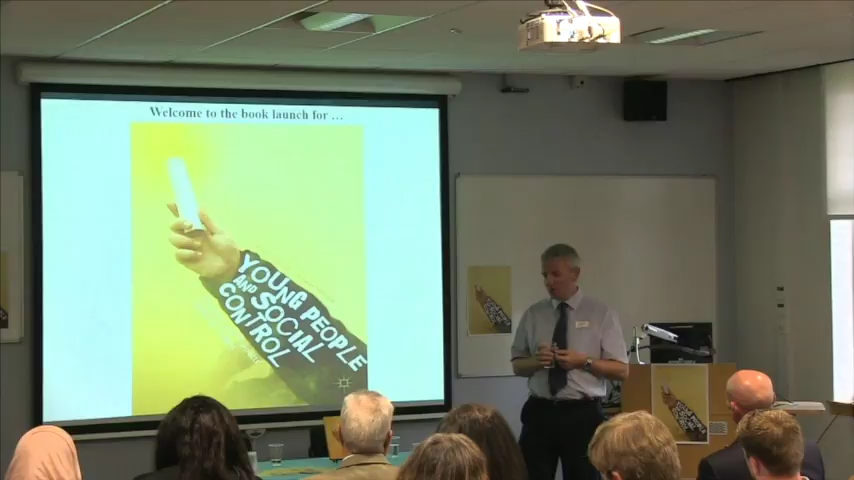 Welcome to the book launch for ...
YOUNG PEOPLE
AND SOCIAL
CONTROL